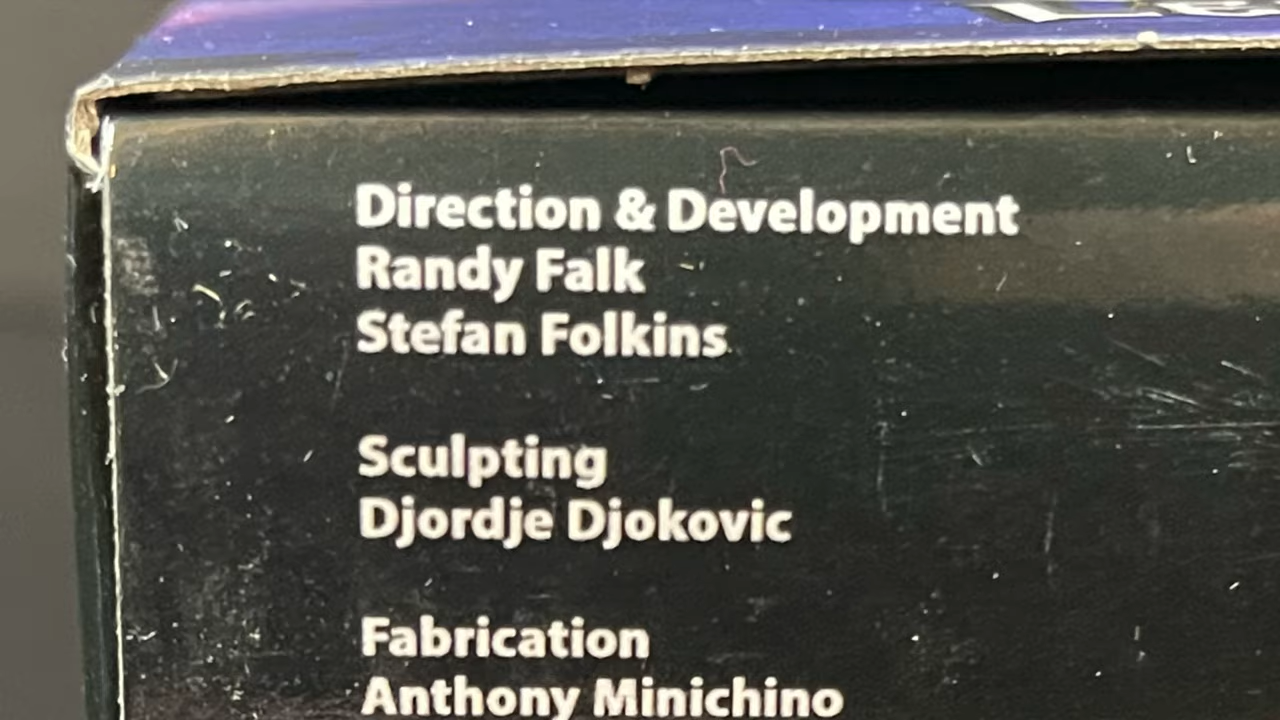 Direction & Development
Randy Falk
Stefan Folkins
Sculpting
Djordje Djokovic
Fabrication
Anthony Minichino